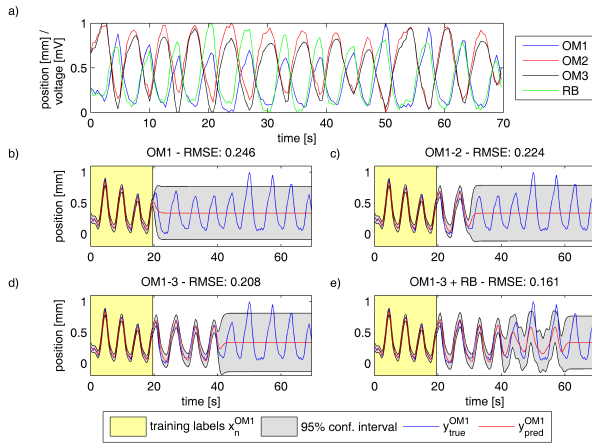 a)
position [mm] /
voltage [mV]
1
0.5
0
0 10 20 30 40 50 60 70
time [s]
OM1
OM2
OM3
RB
b)
OM1 - RMSE: 0.246
position [mm]
1
0.5
0
0 20 40 60
time [s]
c)
OM1-2 - RMSE: 0.224
1
0.5
0
0 20 40 60
time [s]
d)
OM1-3 - RMSE: 0.208
position [mm]
1
0.5
0
0 20 40 60
time [s]
e)
OM1-3 + RB - RMSE: 0.161
1
0.5
0
0 20 40 60
time [s]
training labels x_n^OM1
95% conf. interval
y_true^OM1
y_pred^OM1